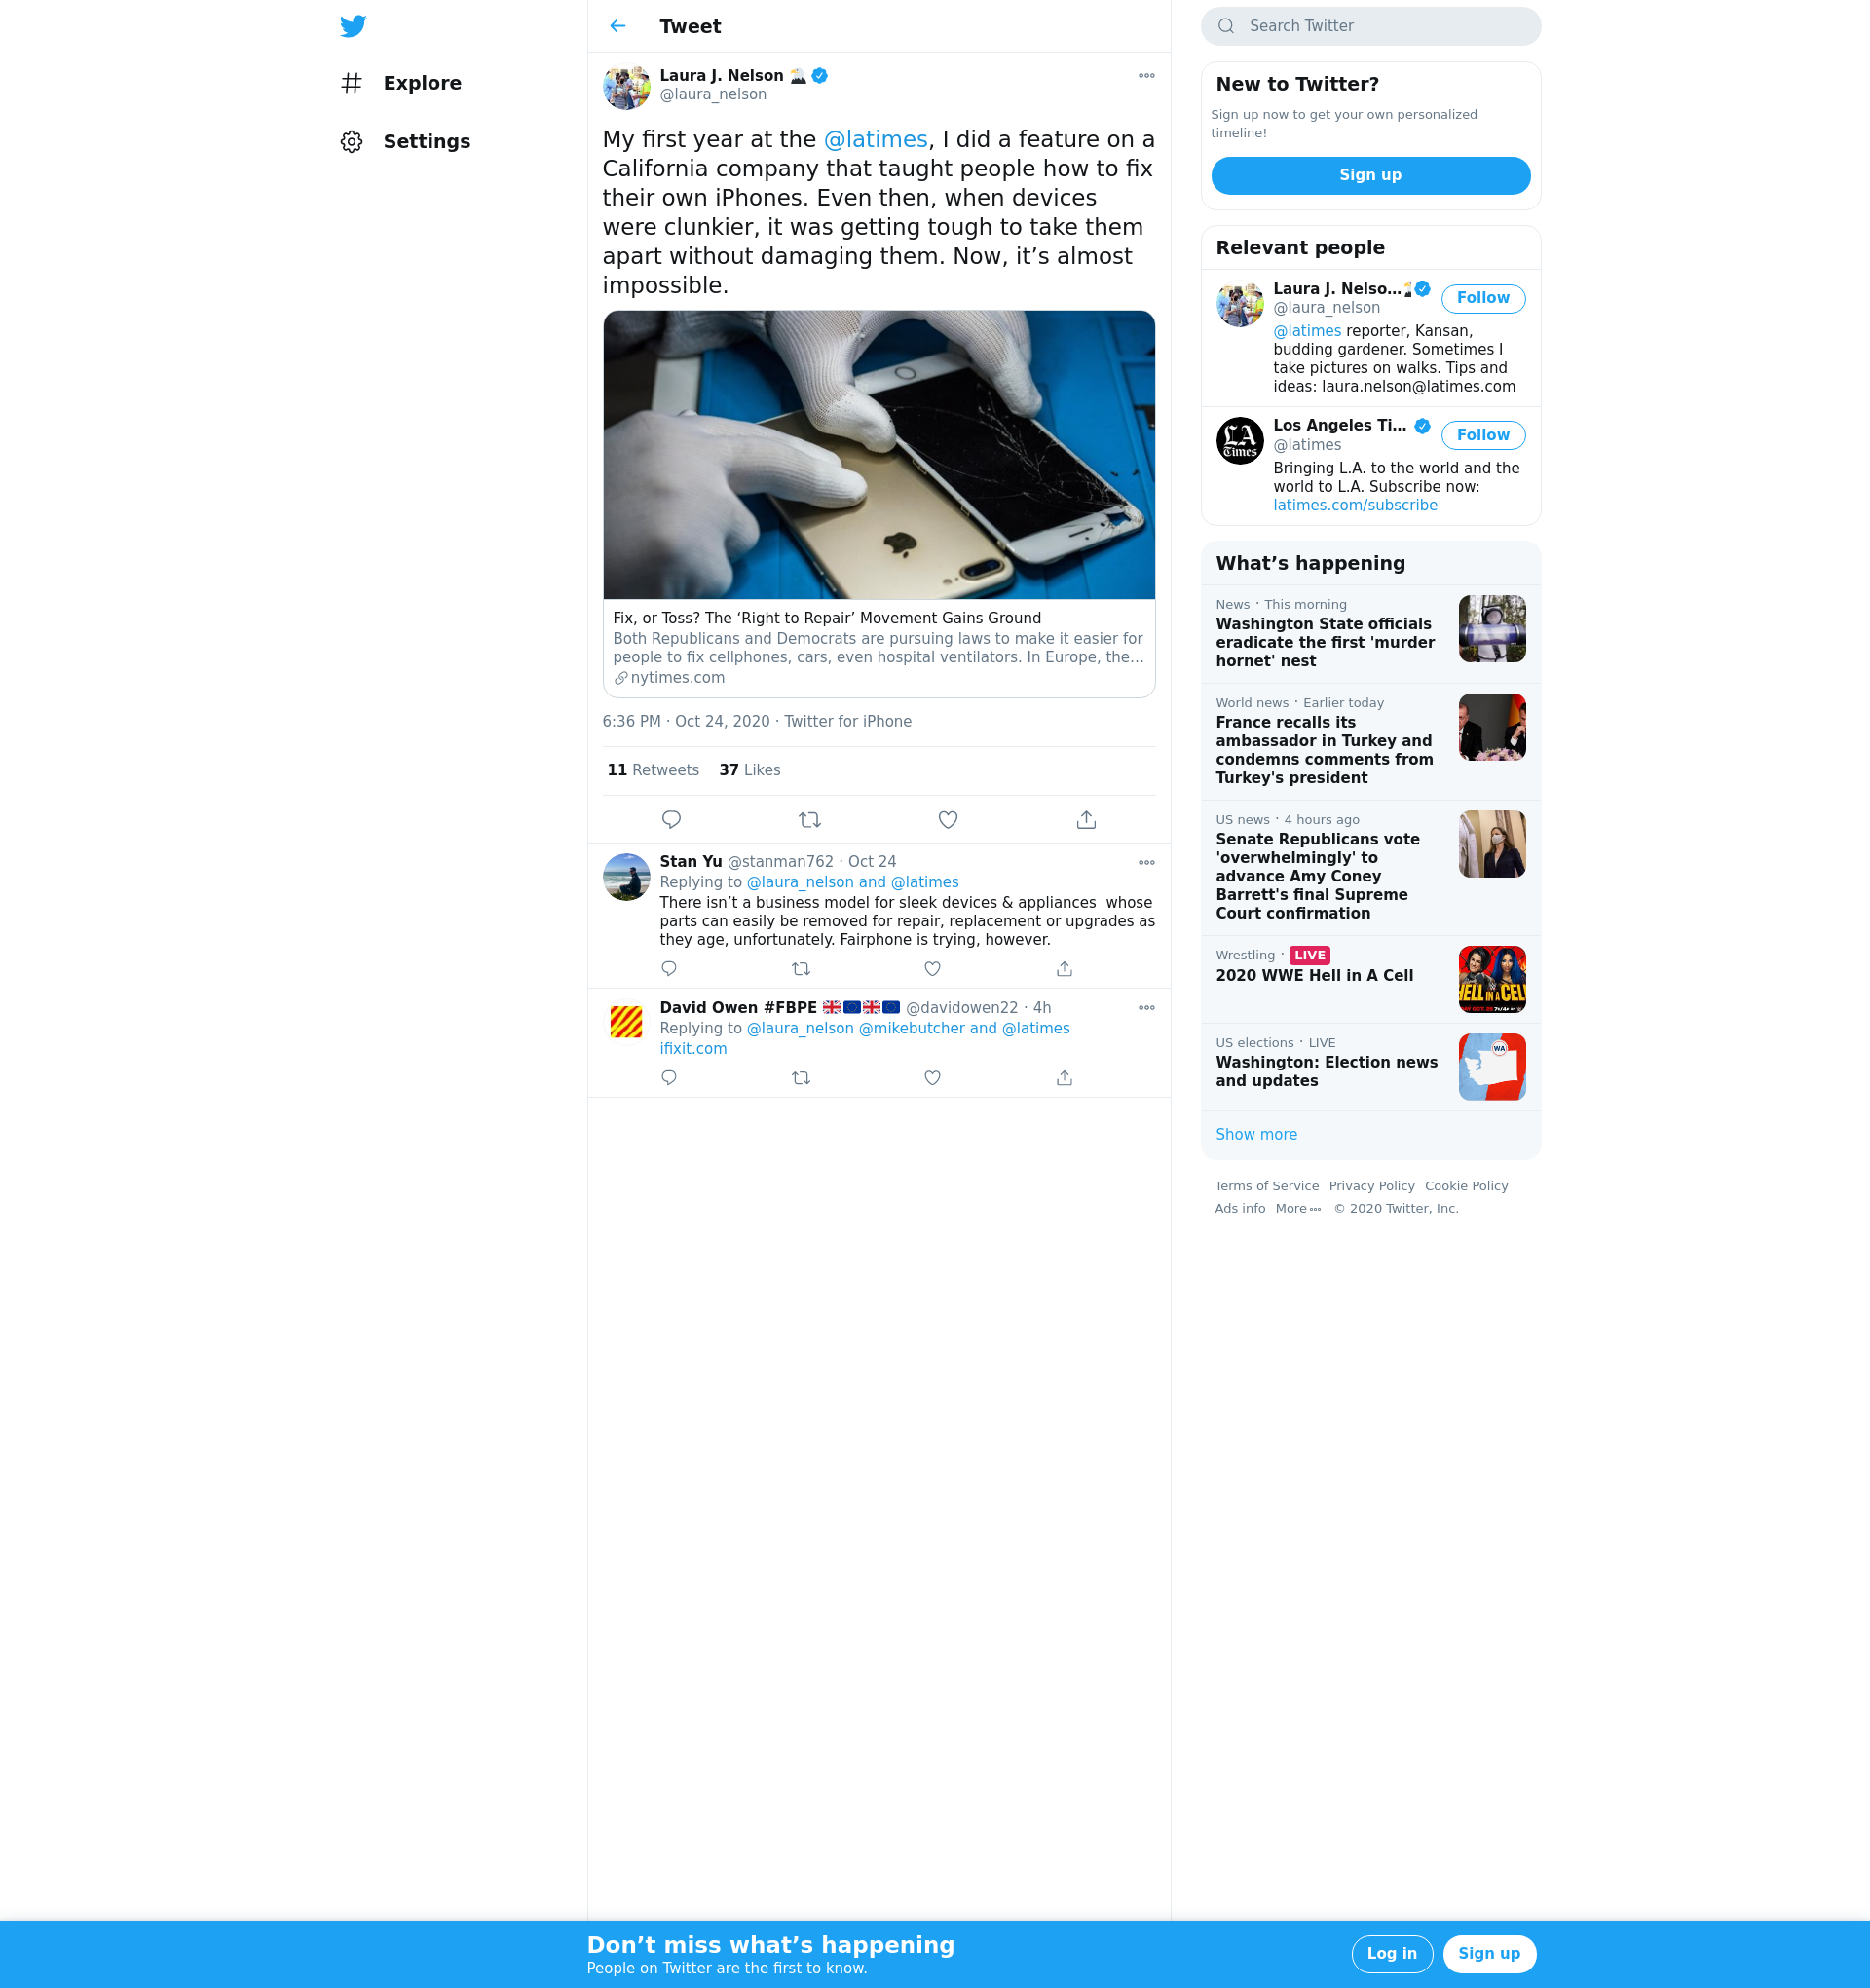 Explore
Settings
Tweet
Laura J. Nelson
@laura_nelson
My first year at the @latimes, I did a feature on a
California company that taught people how to fix
their own iPhones. Even then, when devices
were clunkier, it was getting tough to take them
apart without damaging them. Now, it’s almost
impossible.
Fix, or Toss? The ‘Right to Repair’ Movement Gains Ground
Both Republicans and Democrats are pursuing laws to make it easier for
people to fix cellphones, cars, even hospital ventilators. In Europe, the...
nytimes.com
6:36 PM · Oct 24, 2020 · Twitter for iPhone
11 Retweets 37 Likes
Stan Yu @stanman762 · Oct 24
Replying to @laura_nelson and @latimes
There isn’t a business model for sleek devices & appliances  whose
parts can easily be removed for repair, replacement or upgrades as
they age, unfortunately. Fairphone is trying, however.
David Owen #FBPE 🇬🇧🇪🇺🇬🇧🇪🇺 @davidowen22 · 4h
Replying to @laura_nelson @mikebutcher and @latimes
ifixit.com
Search Twitter
New to Twitter?
Sign up now to get your own personalized
timeline!
Sign up
Relevant people
Laura J. Nelso...
Follow
@laura_nelson
@latimes reporter, Kansan,
budding gardener. Sometimes I
take pictures on walks. Tips and
ideas: laura.nelson@latimes.com
LA
Times
Los Angeles Ti...
Follow
@latimes
Bringing L.A. to the world and the
world to L.A. Subscribe now:
latimes.com/subscribe
What’s happening
News · This morning
Washington State officials
eradicate the first 'murder
hornet' nest
World news · Earlier today
France recalls its
ambassador in Turkey and
condemns comments from
Turkey's president
US news · 4 hours ago
Senate Republicans vote
'overwhelmingly' to
advance Amy Coney
Barrett's final Supreme
Court confirmation
Wrestling · LIVE
2020 WWE Hell in A Cell
HELL IN A CELL
US elections · LIVE
Washington: Election news
and updates
WA
Show more
Terms of Service Privacy Policy Cookie Policy
Ads info More © 2020 Twitter, Inc.
Don’t miss what’s happening
People on Twitter are the first to know.
Log in
Sign up